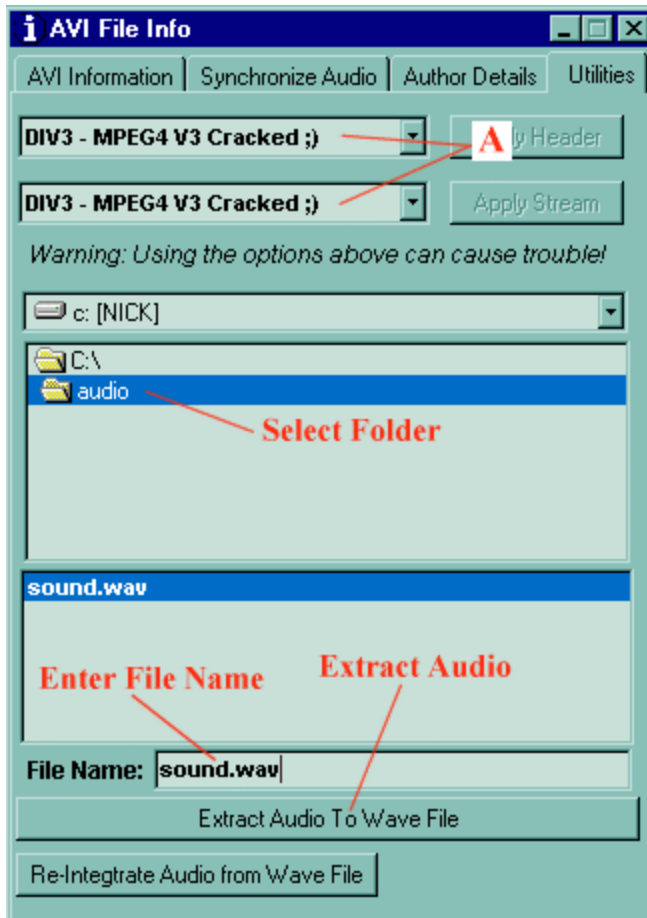 i AVI File Info
AVI Information Synchronize Audio Author Details Utilities
DIV3 - MPEG4 V3 Cracked ;) A ly Header
DIV3 - MPEG4 V3 Cracked ;) Apply Stream
Warning: Using the options above can cause trouble!
c: [NICK]
C:\
audio
Select Folder
sound.wav
Enter File Name Extract Audio
File Name: sound.wav
Extract Audio To Wave File
Re-Integtrate Audio from Wave File